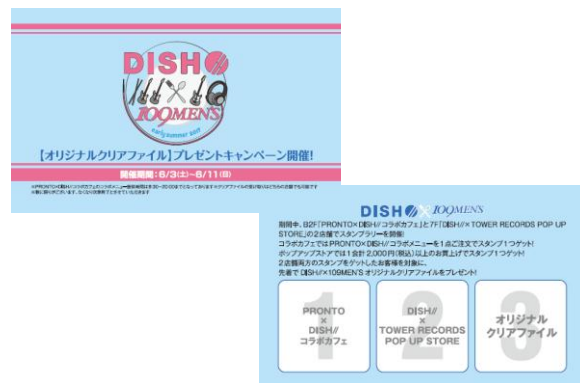 DISH//
109MEN'S
early summer 2017
【オリジナルクリアファイル】プレゼントキャンペーン開催!
開催期間:6/3(土)~6/11(日)
DISH// × 109MEN'S
期間中、B2F「PRONTO×DISH//コラボカフェ」と7F「DISH//×TOWER RECORDS POP UP
STORE」の2店舗でスタンプラリーを開催!
コラボカフェではPRONTO×DISH//コラボメニューを1点ご注文でスタンプ1つゲット!
ポップアップストアでは1会計2,000円(税込)以上のお買上げでスタンプ1つゲット!
2店舗両方のスタンプをゲットしたお客様を対象に、
先着でDISH//×109MEN'Sオリジナルクリアファイルをプレゼント!
1
PRONTO
×
DISH//
コラボカフェ
2
DISH//
×
TOWER RECORDS
POP UP STORE
3
オリジナル
クリアファイル